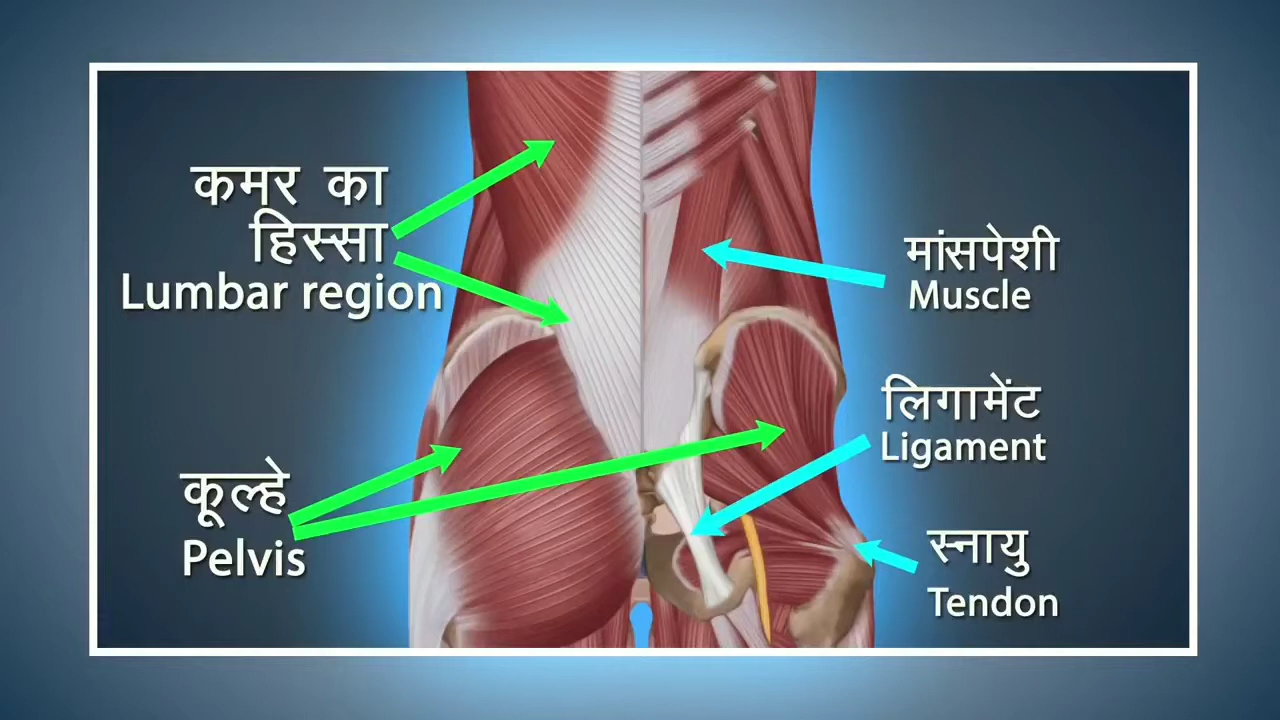 कमर का
हिस्सा
Lumbar region
कूल्हे
Pelvis
मांसपेशी
Muscle
लिगामेंट
Ligament
स्नायु
Tendon